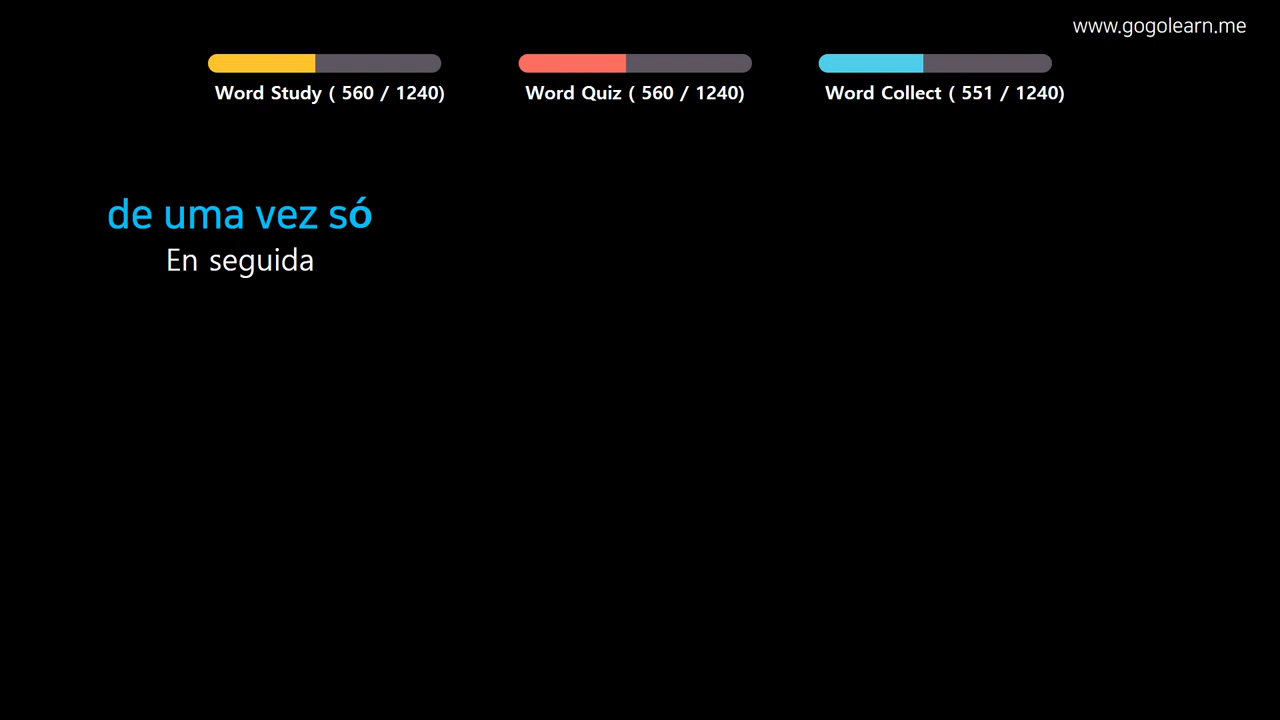 www.gogolearn.me
Word Study ( 560 / 1240)
Word Quiz ( 560 / 1240)
Word Collect ( 551 / 1240)
de uma vez só
En seguida